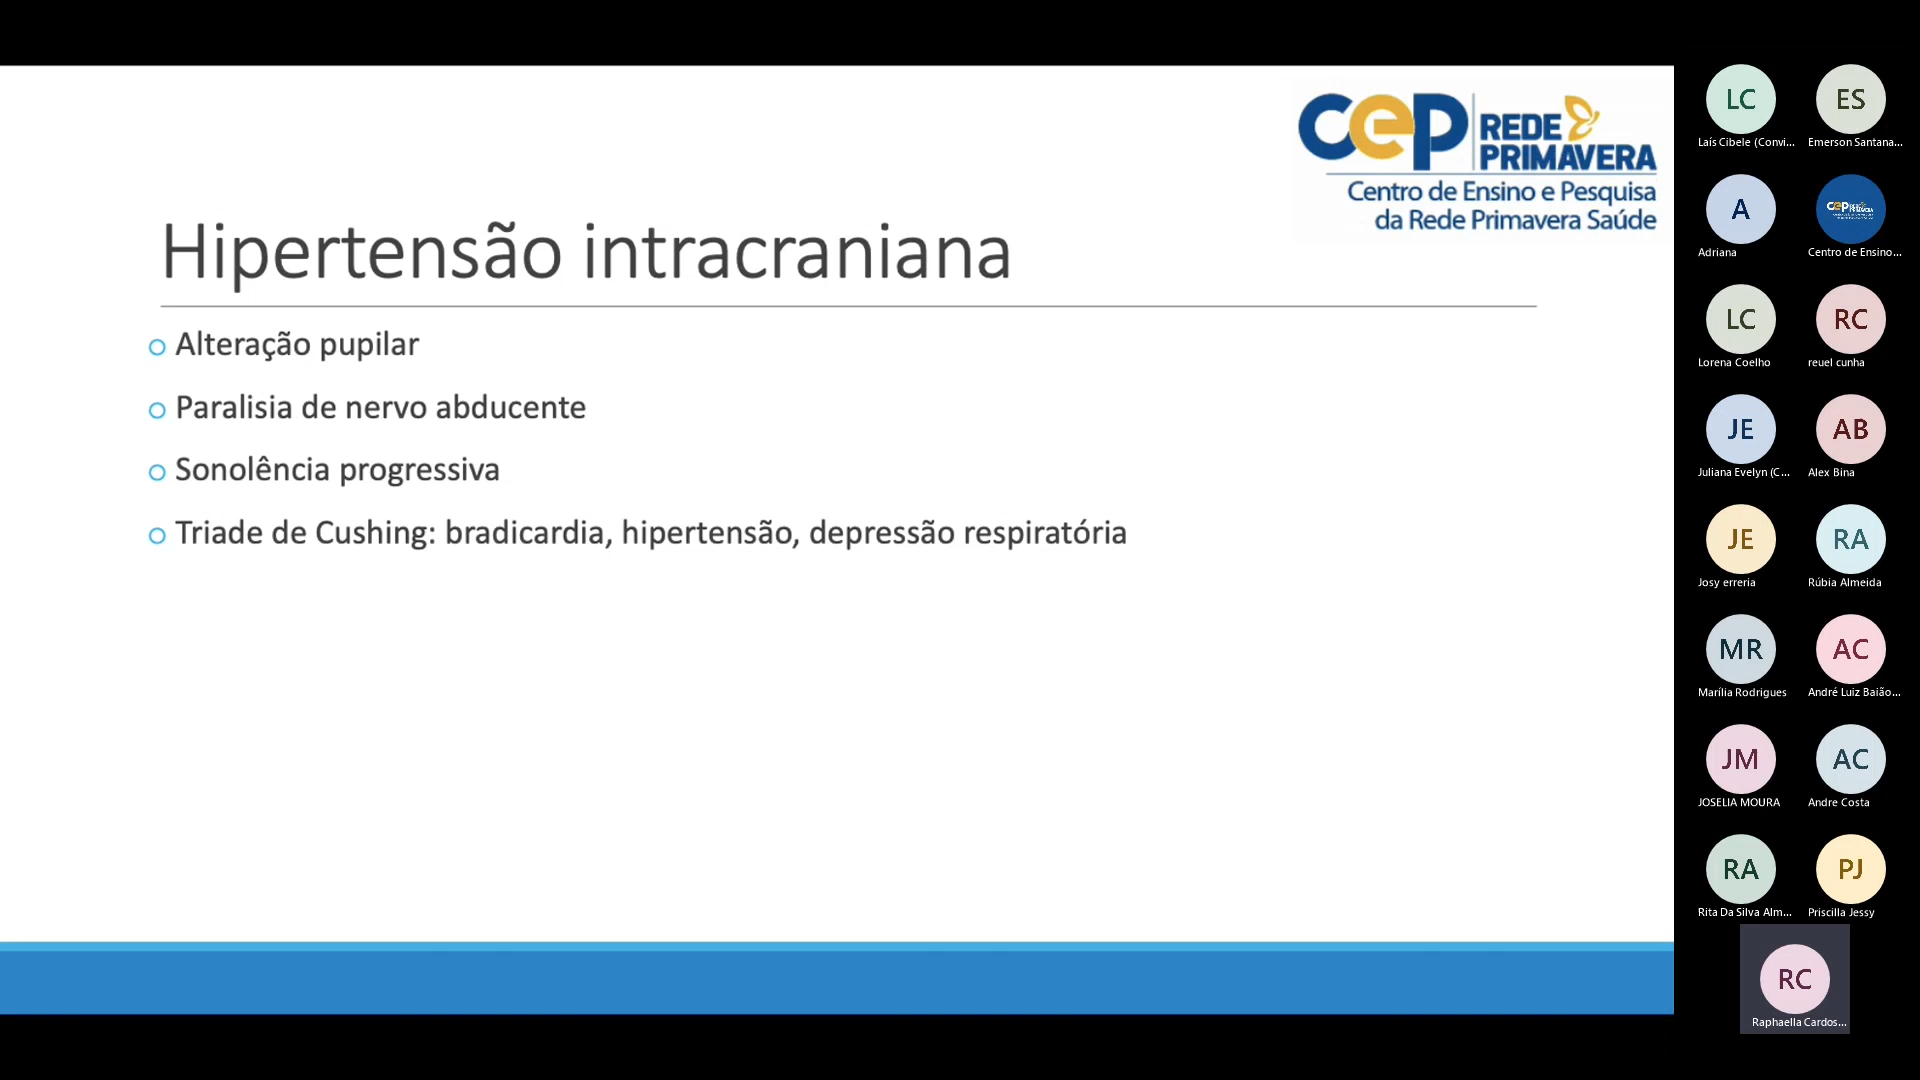 cep REDE
PRIMAVERA
Centro de Ensino e Pesquisa
da Rede Primavera Saúde
Hipertensão intracraniana
Alteração pupilar
Paralisia de nervo abducente
Sonolência progressiva
Triade de Cushing: bradicardia, hipertensão, depressão respiratória
LC
Laís Cibele (Convi...
ES
Emerson Santana...
A
Adriana
cep REDE PRIMAVERA
Centro de Ensino...
LC
Lorena Coelho
RC
reuel cunha
JE
Juliana Evelyn (C...
AB
Alex Bina
JE
Josy erreria
RA
Rúbia Almeida
MR
Marília Rodrigues
AC
André Luiz Baião...
JM
JOSELIA MOURA
AC
Andre Costa
RA
Rita Da Silva Alm...
PJ
Priscilla Jessy
RC
Raphaella Cardos...